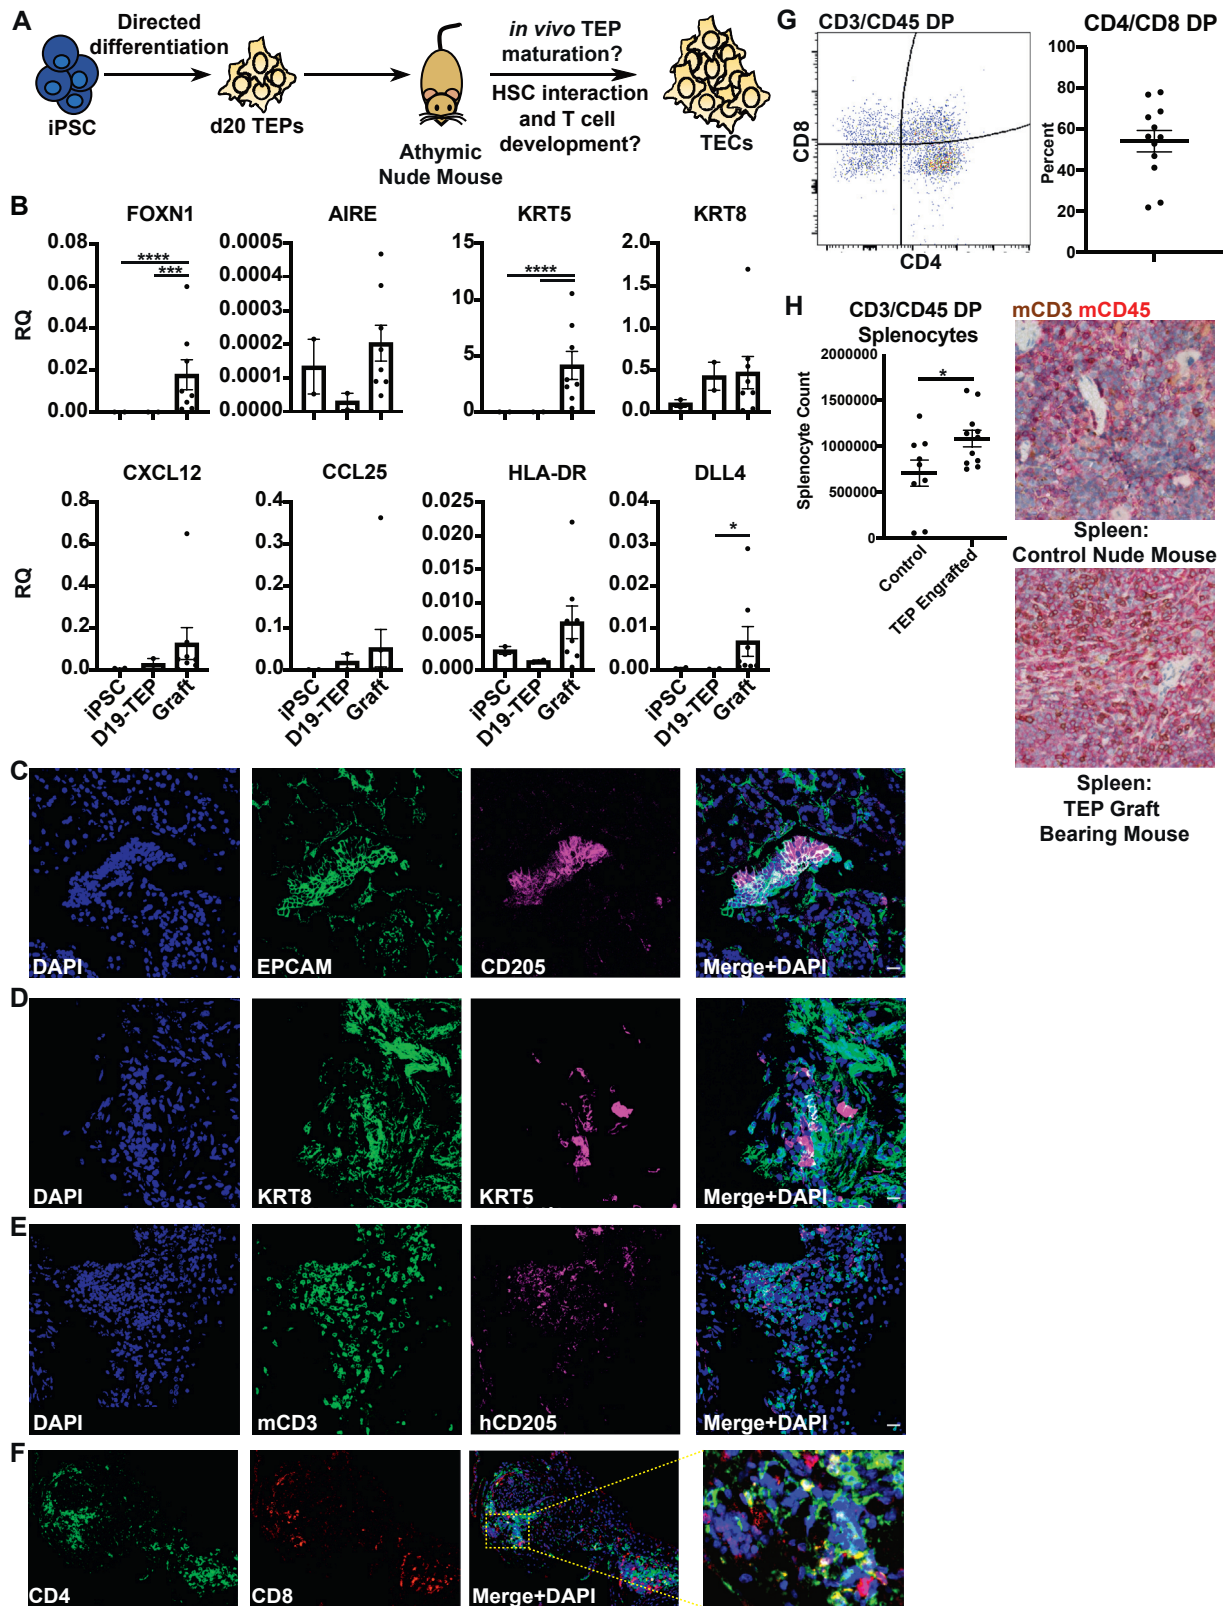 A
Directed
differentiation
iPSC
d20 TEPs
Athymic
Nude Mouse
in vivo TEP
maturation?
HSC interaction
and T cell
development?
TECs
B
FOXN1
RQ
0.08
0.06
0.04
0.02
0.00
****
***
AIRE
0.0005
0.0004
0.0003
0.0002
0.0001
0.0000
KRT5
15
10
5
0
****
KRT8
2.0
1.5
1.0
0.5
0.0
CXCL12
RQ
0.8
0.6
0.4
0.2
0.0
iPSC
D19-TEP
Graft
CCL25
0.4
0.3
0.2
0.1
0.0
iPSC
D19-TEP
Graft
HLA-DR
0.025
0.020
0.015
0.010
0.005
0.000
iPSC
D19-TEP
Graft
DLL4
0.04
0.03
0.02
0.01
0.00
*
iPSC
D19-TEP
Graft
C
DAPI
EPCAM
CD205
Merge+DAPI
D
DAPI
KRT8
KRT5
Merge+DAPI
E
DAPI
mCD3
hCD205
Merge+DAPI
F
CD4
CD8
Merge+DAPI
G
CD3/CD45 DP
CD8
CD4
CD4/CD8 DP
Percent
100
80
60
40
20
0
H
CD3/CD45 DP
Splenocytes
Splenocyte Count
2000000
1500000
1000000
500000
0
*
Control
TEP Engrafted
mCD3 mCD45
Spleen:
Control Nude Mouse
Spleen:
TEP Graft
Bearing Mouse